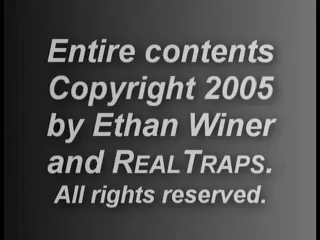 Entire contents
Copyright 2005
by Ethan Winer
and REALTRAPS.
All rights reserved.